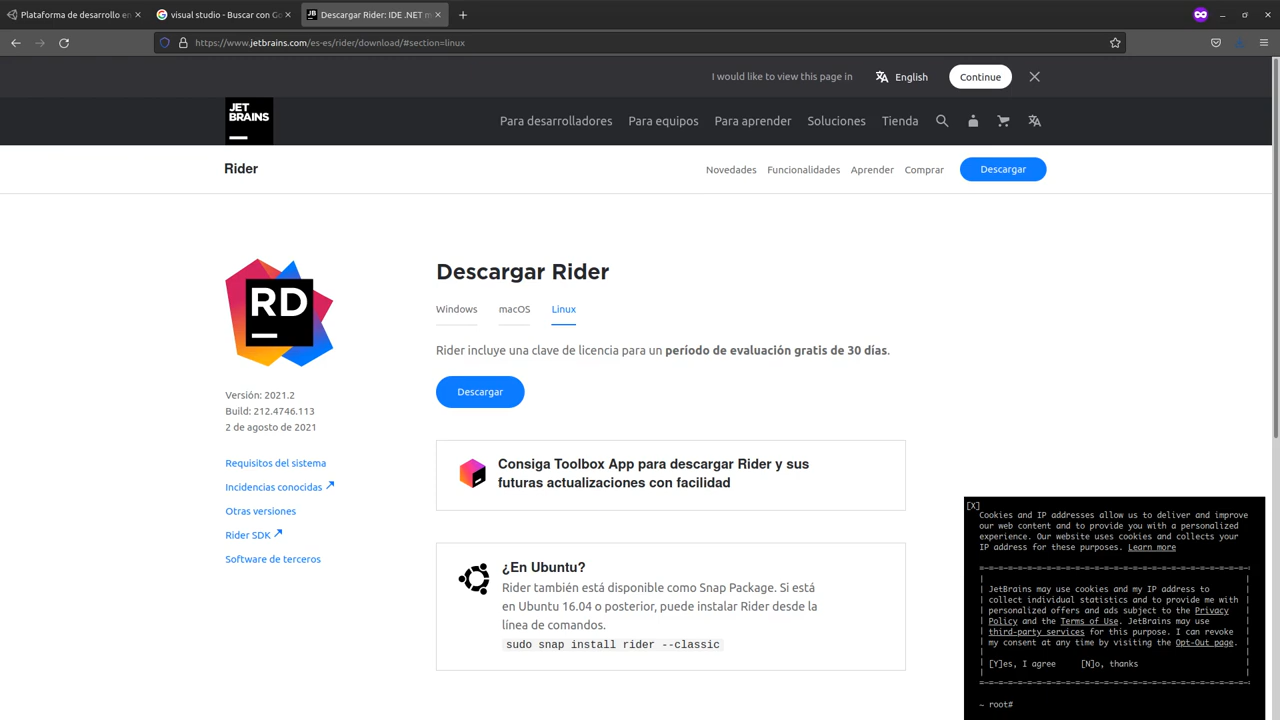 Plataforma de desarrollo en
visual studio - Buscar con Go
Descargar Rider: IDE .NET m
https://www.jetbrains.com/es-es/rider/download/#section=linux
I would like to view this page in
English
Continue
JET
BRAINS
Para desarrolladores
Para equipos
Para aprender
Soluciones
Tienda
Rider
Novedades
Funcionalidades
Aprender
Comprar
Descargar
RD
Versión: 2021.2
Build: 212.4746.113
2 de agosto de 2021
Requisitos del sistema
Incidencias conocidas
Otras versiones
Rider SDK
Software de terceros
Descargar Rider
Windows
macOS
Linux
Rider incluye una clave de licencia para un período de evaluación gratis de 30 días.
Descargar
Consiga Toolbox App para descargar Rider y sus
futuras actualizaciones con facilidad
¿En Ubuntu?
Rider también está disponible como Snap Package. Si está
en Ubuntu 16.04 o posterior, puede instalar Rider desde la
línea de comandos.
sudo snap install rider --classic
[X]
Cookies and IP addresses allow us to deliver and improve
our web content and to provide you with a personalized
experience. Our website uses cookies and collects your
IP address for these purposes. Learn more
JetBrains may use cookies and my IP address to
collect individual statistics and to provide me with
personalized offers and ads subject to the Privacy
Policy and the Terms of Use. JetBrains may use
third-party services for this purpose. I can revoke
my consent at any time by visiting the Opt-Out page.
[Y]es, I agree [N]o, thanks
~ root#